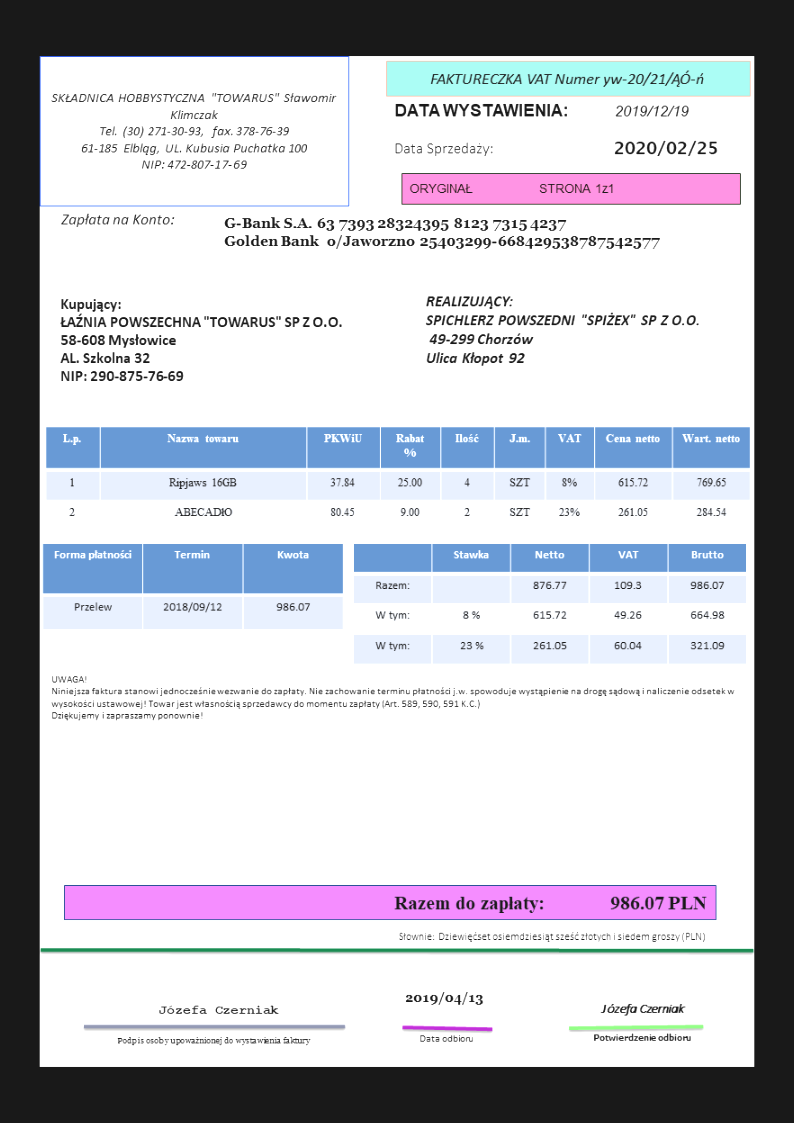 SKŁADNICA HOBBYSTYCZNA "TOWARUS" Sławomir
Klimczak
Tel. (30) 271-30-93, fax. 378-76-39
61-185 Elbląg, UL. Kubusia Puchatka 100
NIP: 472-807-17-69
FAKTURECZKA VAT Numer yw-20/21/ĄÓ-ń
DATA WYSTAWIENIA: 2019/12/19
Data Sprzedaży: 2020/02/25
ORYGINAŁ STRONA 1z1
Zapłata na Konto: G-Bank S.A. 63 7393 28324395 8123 7315 4237
Golden Bank o/Jaworzno 25403299-668429538787542577
Kupujący:
ŁAŹNIA POWSZECHNA "TOWARUS" SP Z O.O.
58-608 Mysłowice
AL. Szkolna 32
NIP: 290-875-76-69
REALIZUJĄCY:
SPICHLERZ POWSZEDNI "SPIŻEX" SP Z O.O.
49-299 Chorzów
Ulica Kłopot 92
L.p. Nazwa towaru PKWiU Rabat % Ilość J.m. VAT Cena netto Wart. netto
1 Ripjaws 16GB 37.84 25.00 4 SZT 8% 615.72 769.65
2 ABECADŁO 80.45 9.00 2 SZT 23% 261.05 284.54
Forma płatności Termin Kwota
Przelew 2018/09/12 986.07
Stawka Netto VAT Brutto
Razem: 876.77 109.3 986.07
W tym: 8 % 615.72 49.26 664.98
W tym: 23 % 261.05 60.04 321.09
UWAGA!
Niniejsza faktura stanowi jednocześnie wezwanie do zapłaty. Nie zachowanie terminu płatności j.w. spowoduje wystąpienie na drogę sądową i naliczenie odsetek w
wysokości ustawowej! Towar jest własnością sprzedawcy do momentu zapłaty (Art. 589, 590, 591 K.C.)
Dziękujemy i zapraszamy ponownie!
Razem do zapłaty: 986.07 PLN
Słownie: Dziewięćset osiemdziesiąt sześć złotych i siedem groszy (PLN)
Józefa Czerniak
Podpis osoby upoważnionej do wystawienia faktury
2019/04/13
Data odbioru
Józefa Czerniak
Potwierdzenie odbioru